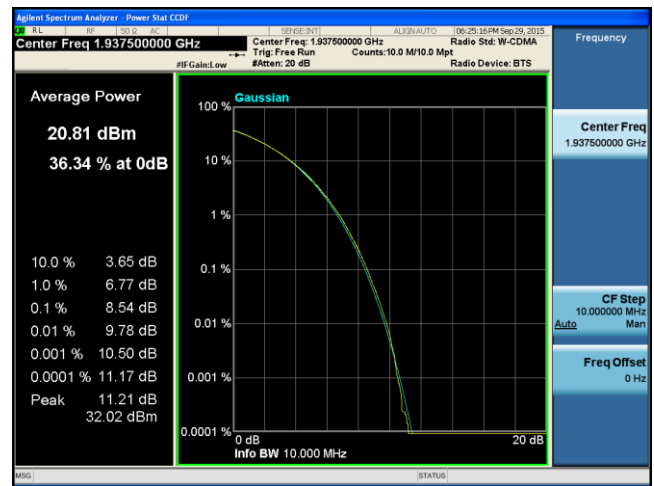 Agilent Spectrum Analyzer - Power Stat CCDF
RL RF 50 Ω AC SENSE:INT ALIGN AUTO 06:25:16 PM Sep 29, 2015
Center Freq 1.937500000 GHz
Center Freq: 1.937500000 GHz Radio Std: W-CDMA
Trig: Free Run Counts:10.0 M/10.0 Mpt
#IFGain:Low #Atten: 20 dB Radio Device: BTS
Frequency
Average Power
20.81 dBm
36.34 % at 0dB
10.0 % 3.65 dB
1.0 % 6.77 dB
0.1 % 8.54 dB
0.01 % 9.78 dB
0.001 % 10.50 dB
0.0001 % 11.17 dB
Peak 11.21 dB
32.02 dBm
Gaussian
100 %
10 %
1 %
0.1 %
0.01 %
0.001 %
0.0001 %
0 dB 20 dB
Info BW 10.000 MHz
Center Freq
1.937500000 GHz
CF Step
10.000000 MHz
Auto Man
Freq Offset
0 Hz
MSG STATUS